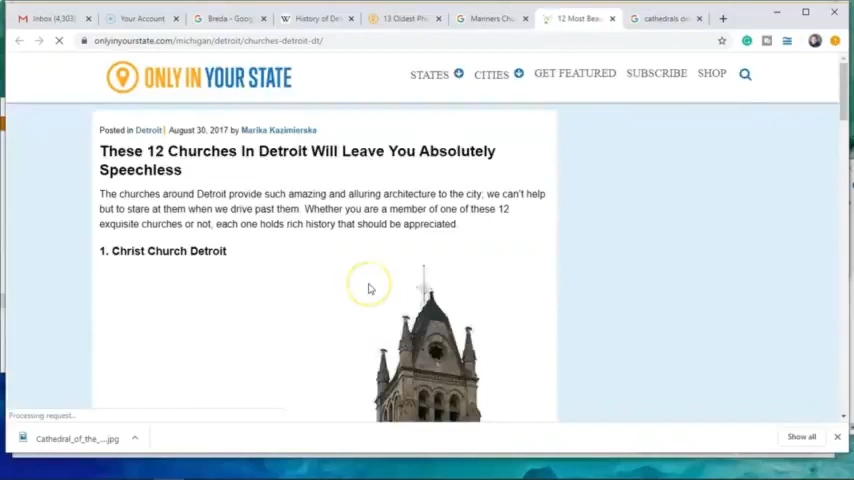 Inbox (4,303)
Your Account
Breda - Goog
History of De
13 Oldest Ph
Mariners Chu
12 Most Bea
cathedrals de
onlyinyourstate.com/michigan/detroit/churches-detroit-dt/
ONLY IN YOUR STATE
STATES CITIES GET FEATURED SUBSCRIBE SHOP
Posted in Detroit | August 30, 2017 by Marika Kazimierska
These 12 Churches In Detroit Will Leave You Absolutely
Speechless
The churches around Detroit provide such amazing and alluring architecture to the city; we can't help
but to stare at them when we drive past them. Whether you are a member of one of these 12
exquisite churches or not, each one holds rich history that should be appreciated.
1. Christ Church Detroit
Processing request...
Cathedral_of_the_....jpg
Show all